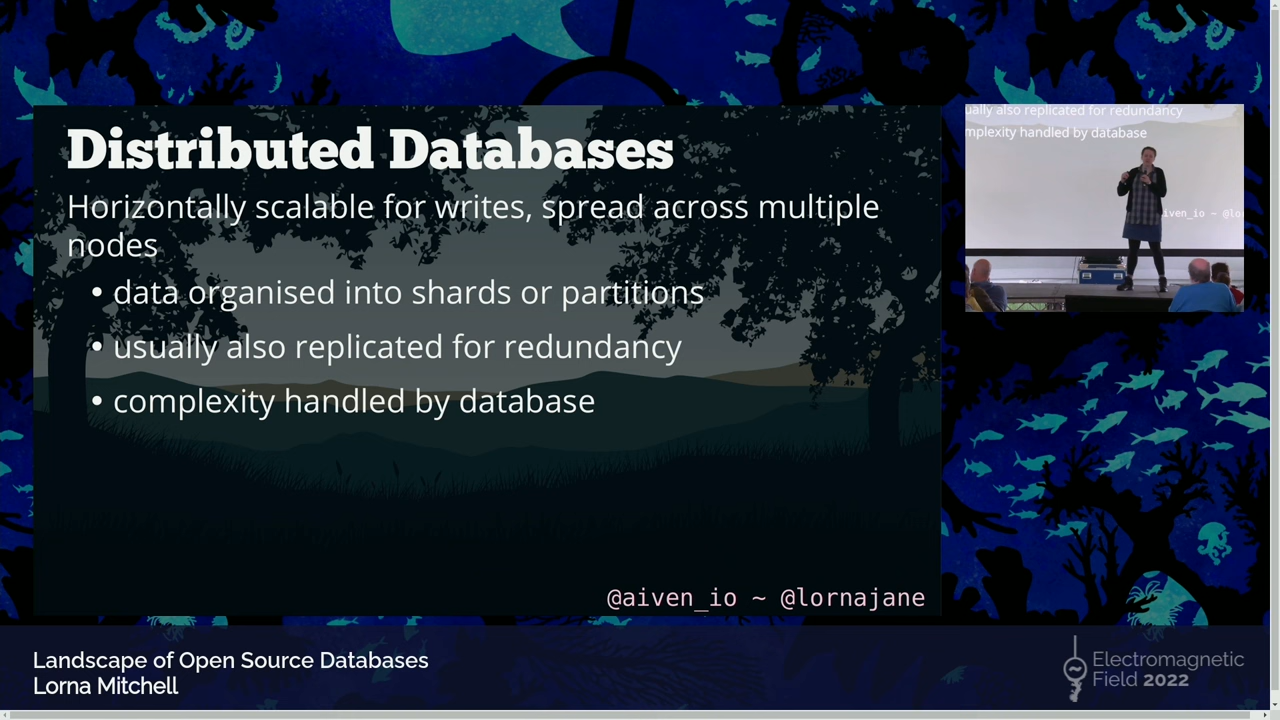 Distributed Databases
Horizontally scalable for writes, spread across multiple
nodes
• data organised into shards or partitions
• usually also replicated for redundancy
• complexity handled by database
@aiven_io ~ @lornajane
ually also replicated for redundancy
mplexity handled by database
iven_io ~ @lor
Landscape of Open Source Databases
Lorna Mitchell
Electromagnetic
Field 2022